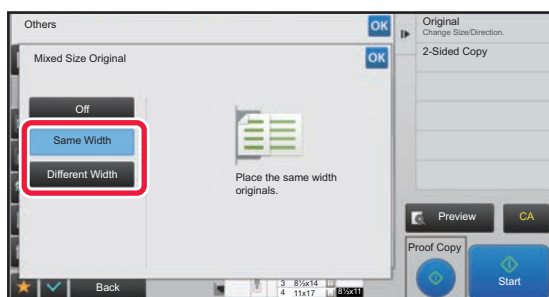 Others
OK
Original
Change Size/Direction.
Mixed Size Original
OK
2-Sided Copy
Off
Same Width
Different Width
Place the same width
originals.
Preview
CA
Proof Copy
Start
Back
3 8½x14
4 11x17
8½x11